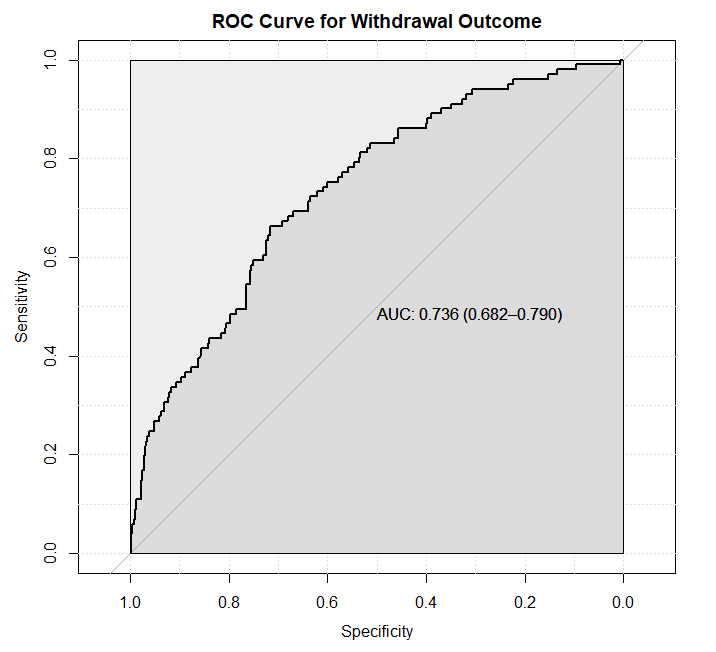 ROC Curve for Withdrawal Outcome
Sensitivity
1.0
0.8
0.6
0.4
0.2
0.0
AUC: 0.736 (0.682–0.790)
1.0 0.8 0.6 0.4 0.2 0.0
Specificity